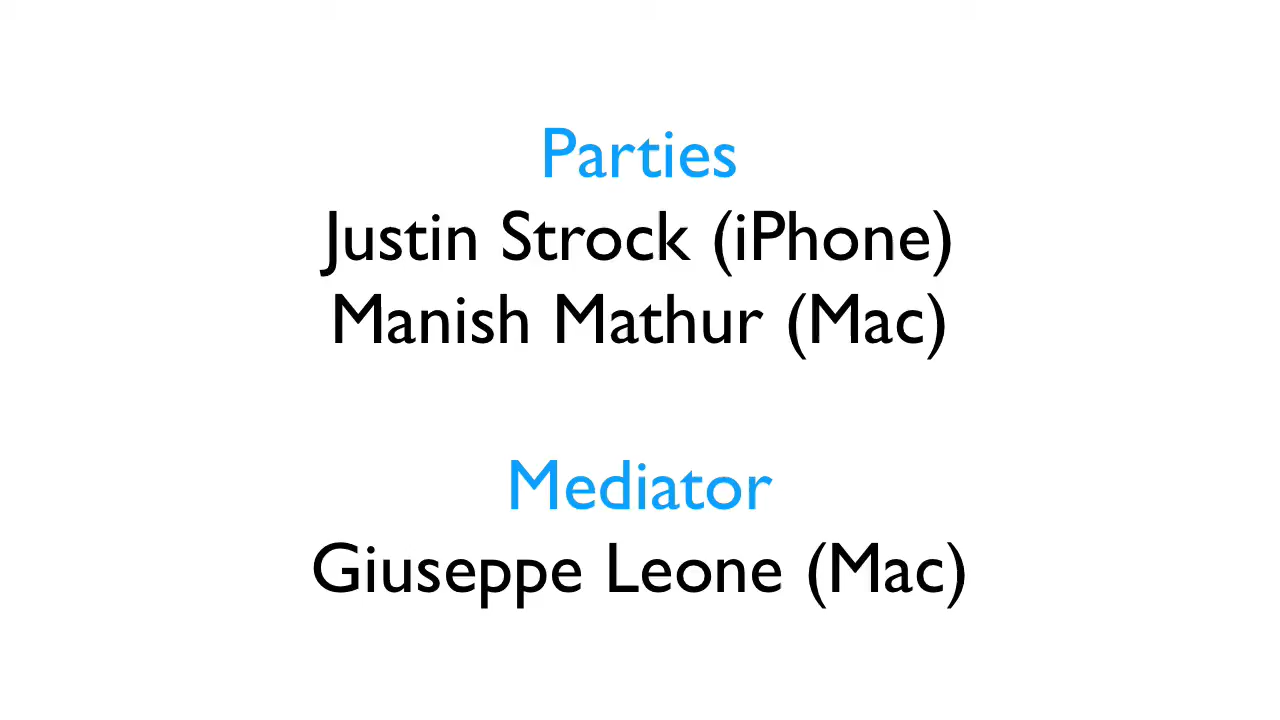 Parties
Justin Strock (iPhone)
Manish Mathur (Mac)
Mediator
Giuseppe Leone (Mac)